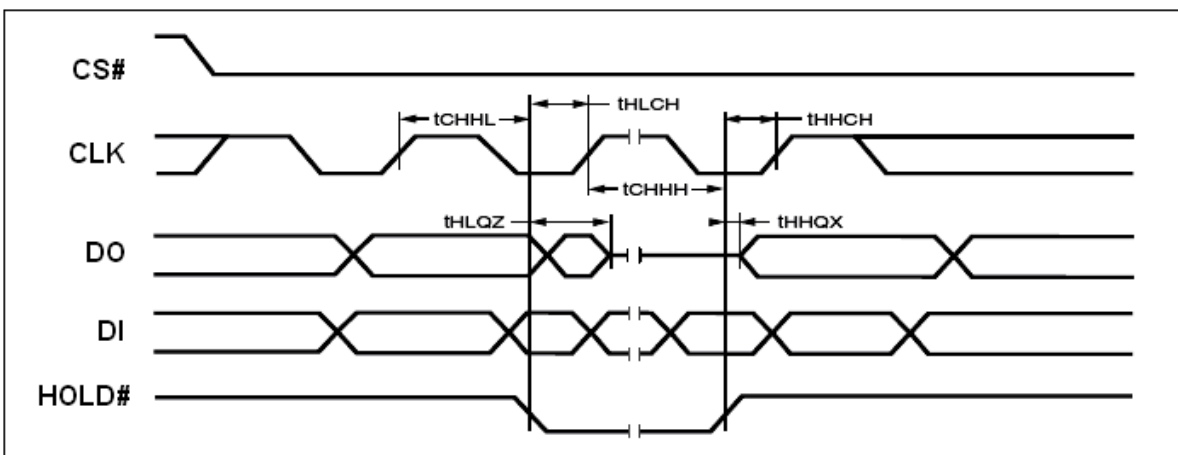 CS#
tCHHL
tHLCH
tHHCH
CLK
tCHHH
tHLQZ
tHHQX
DO
DI
HOLD#